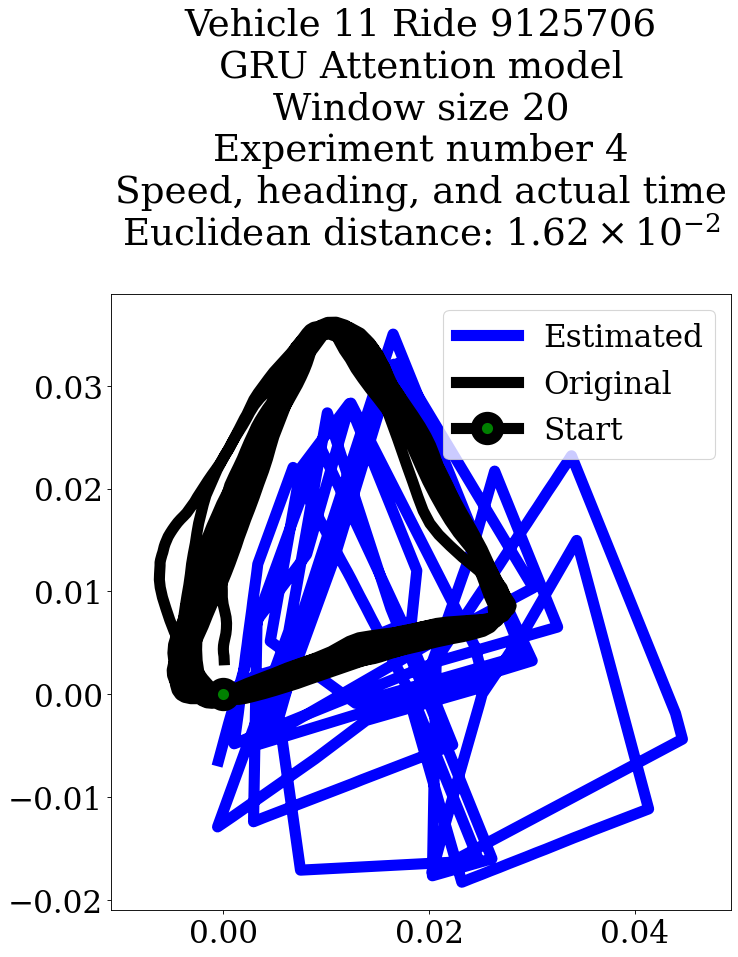 Vehicle 11 Ride 9125706
GRU Attention model
Window size 20
Experiment number 4
Speed, heading, and actual time
Euclidean distance: 1.62 × 10⁻²
Estimated
Original
Start
0.03
0.02
0.01
0.00
−0.01
−0.02
0.00 0.02 0.04